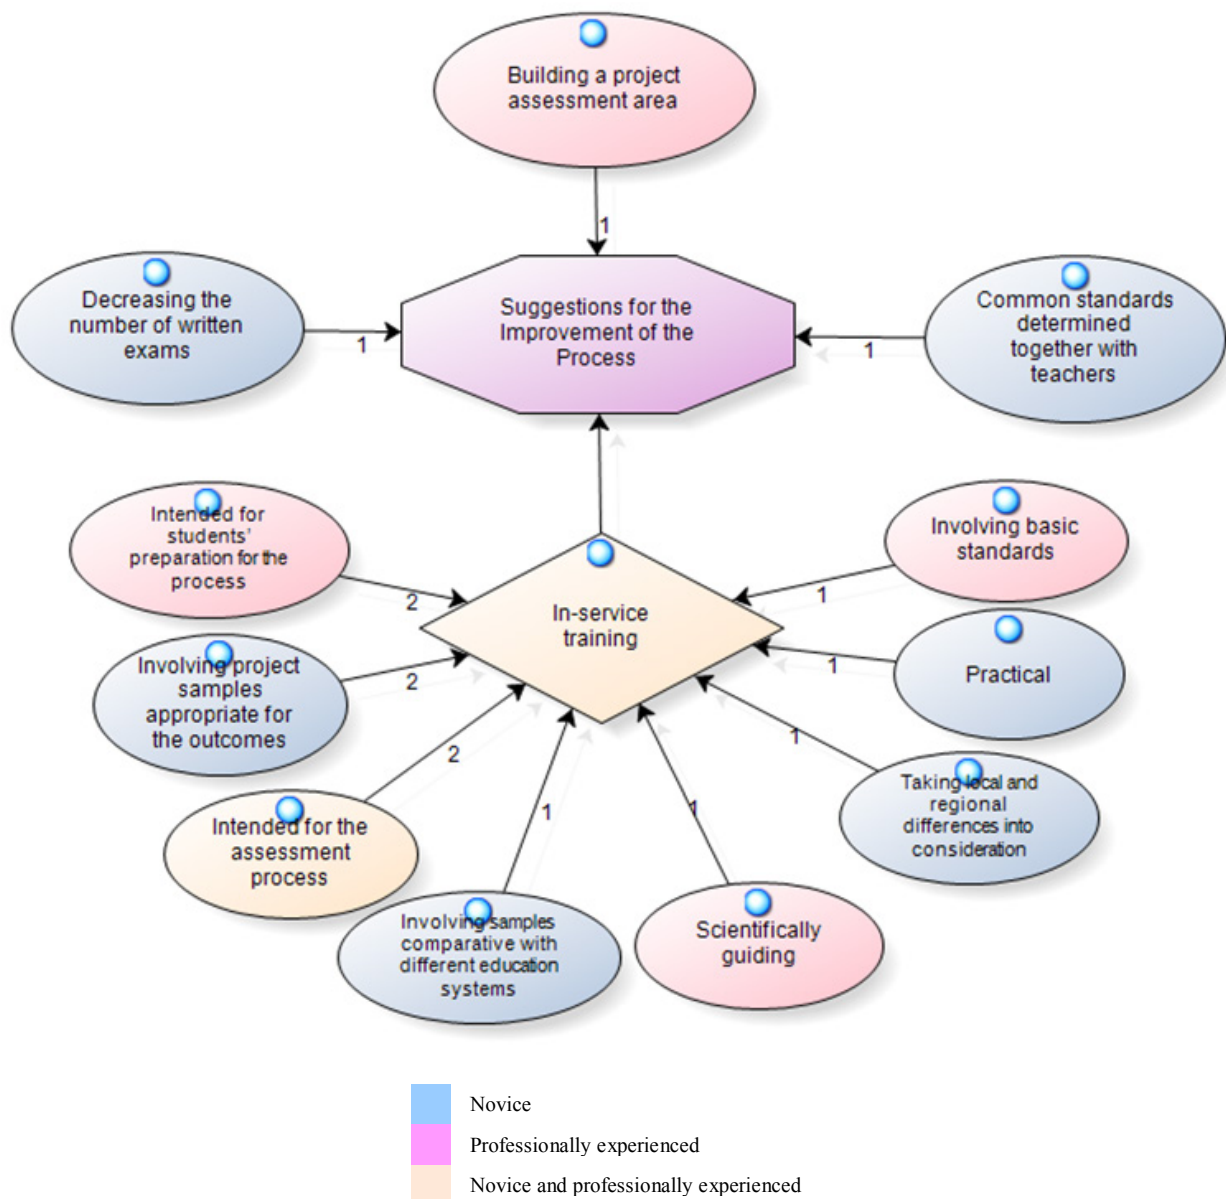 Building a project
assessment area
1
Decreasing the
number of written
exams
1
Suggestions for the
Improvement of the
Process
1
Common standards
determined
together with
teachers
Intended for
students'
preparation for the
process
2
In-service
training
1
Involving basic
standards
Involving project
samples
appropriate for
the outcomes
2
1
Practical
Intended for the
assessment
process
2
1
Taking local and
regional
differences into
consideration
Involving samples
comparative with
different education
systems
1
1
Scientifically
guiding
Novice
Professionally experienced
Novice and professionally experienced